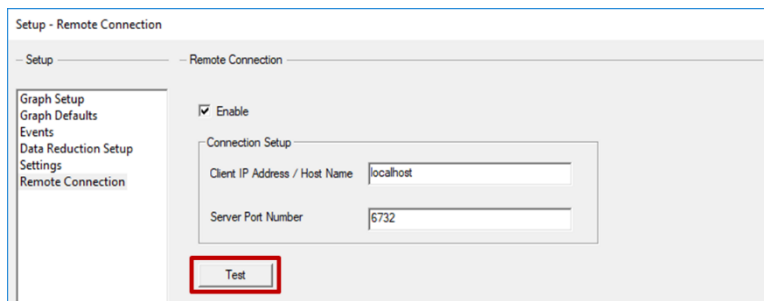 Setup - Remote Connection
Setup
Remote Connection
Graph Setup
Graph Defaults
Events
Data Reduction Setup
Settings
Remote Connection
Enable
Connection Setup
Client IP Address / Host Name localhost
Server Port Number 6732
Test